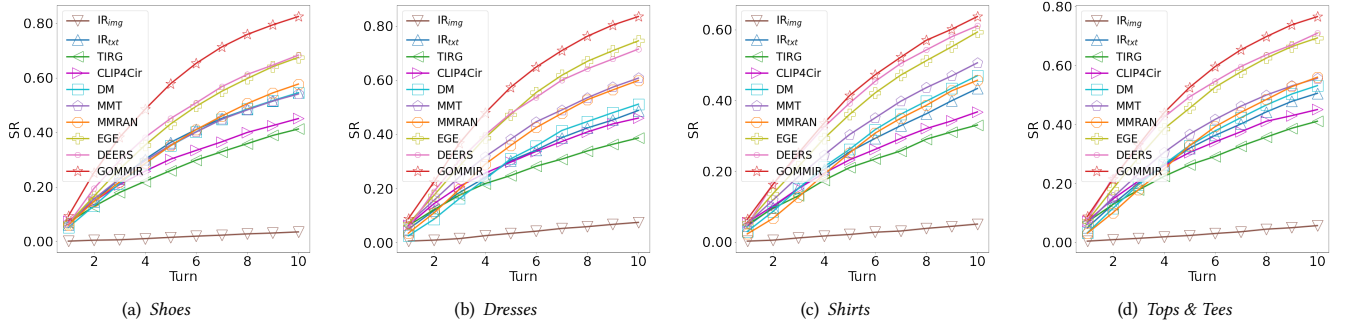 0.80
0.60
0.40
0.20
0.00
SR
IR_img
IR_txt
TIRG
CLIP4Cir
DM
MMT
MMRAN
EGE
DEERS
GOMMIR
2 4 6 8 10
Turn
(a) Shoes
0.80
0.60
0.40
0.20
0.00
SR
IR_img
IR_txt
TIRG
CLIP4Cir
DM
MMT
MMRAN
EGE
DEERS
GOMMIR
2 4 6 8 10
Turn
(b) Dresses
0.60
0.40
0.20
0.00
SR
IR_img
IR_txt
TIRG
CLIP4Cir
DM
MMT
MMRAN
EGE
DEERS
GOMMIR
2 4 6 8 10
Turn
(c) Shirts
0.80
0.60
0.40
0.20
0.00
SR
IR_img
IR_txt
TIRG
CLIP4Cir
DM
MMT
MMRAN
EGE
DEERS
GOMMIR
2 4 6 8 10
Turn
(d) Tops & Tees